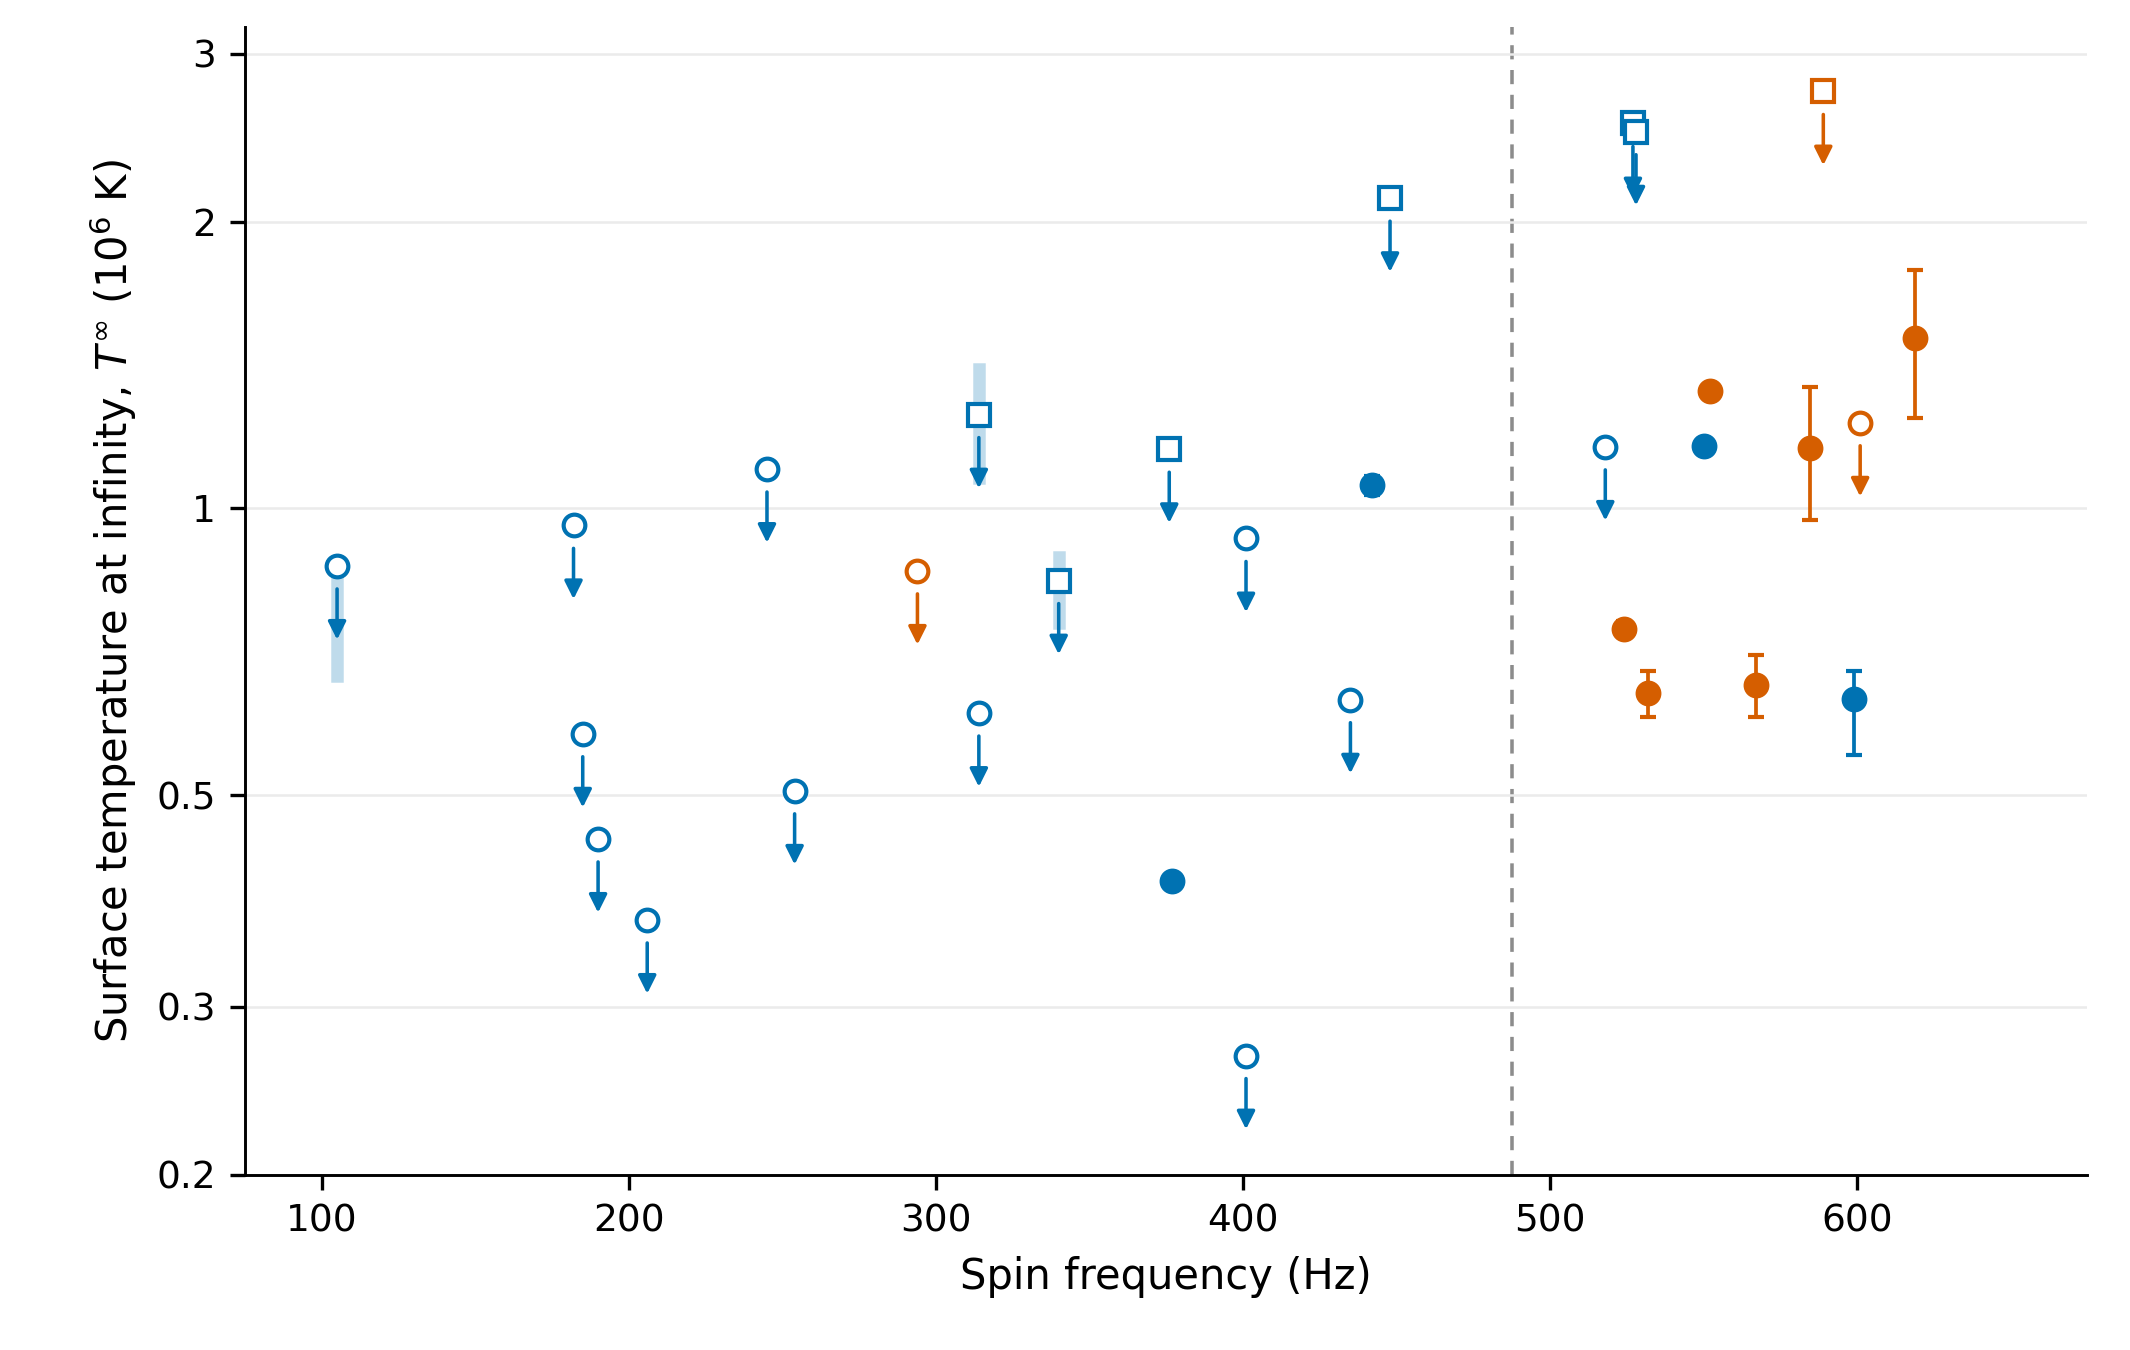 Surface temperature at infinity, T∞ (10⁶ K)
3
2
1
0.5
0.3
0.2
100 200 300 400 500 600
Spin frequency (Hz)